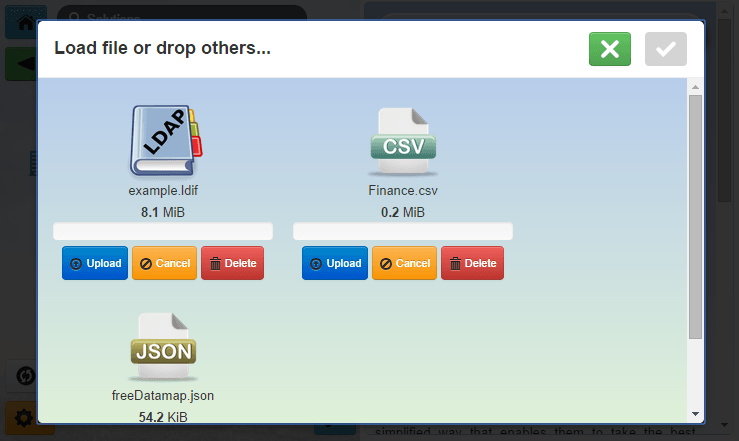 Solutions
Load file or drop others...
LDAP
example.ldif
8.1 MiB
Upload Cancel Delete
CSV
Finance.csv
0.2 MiB
Upload Cancel Delete
JSON
freeDatamap.json
54.2 KiB
simplified way that enables them to take the best